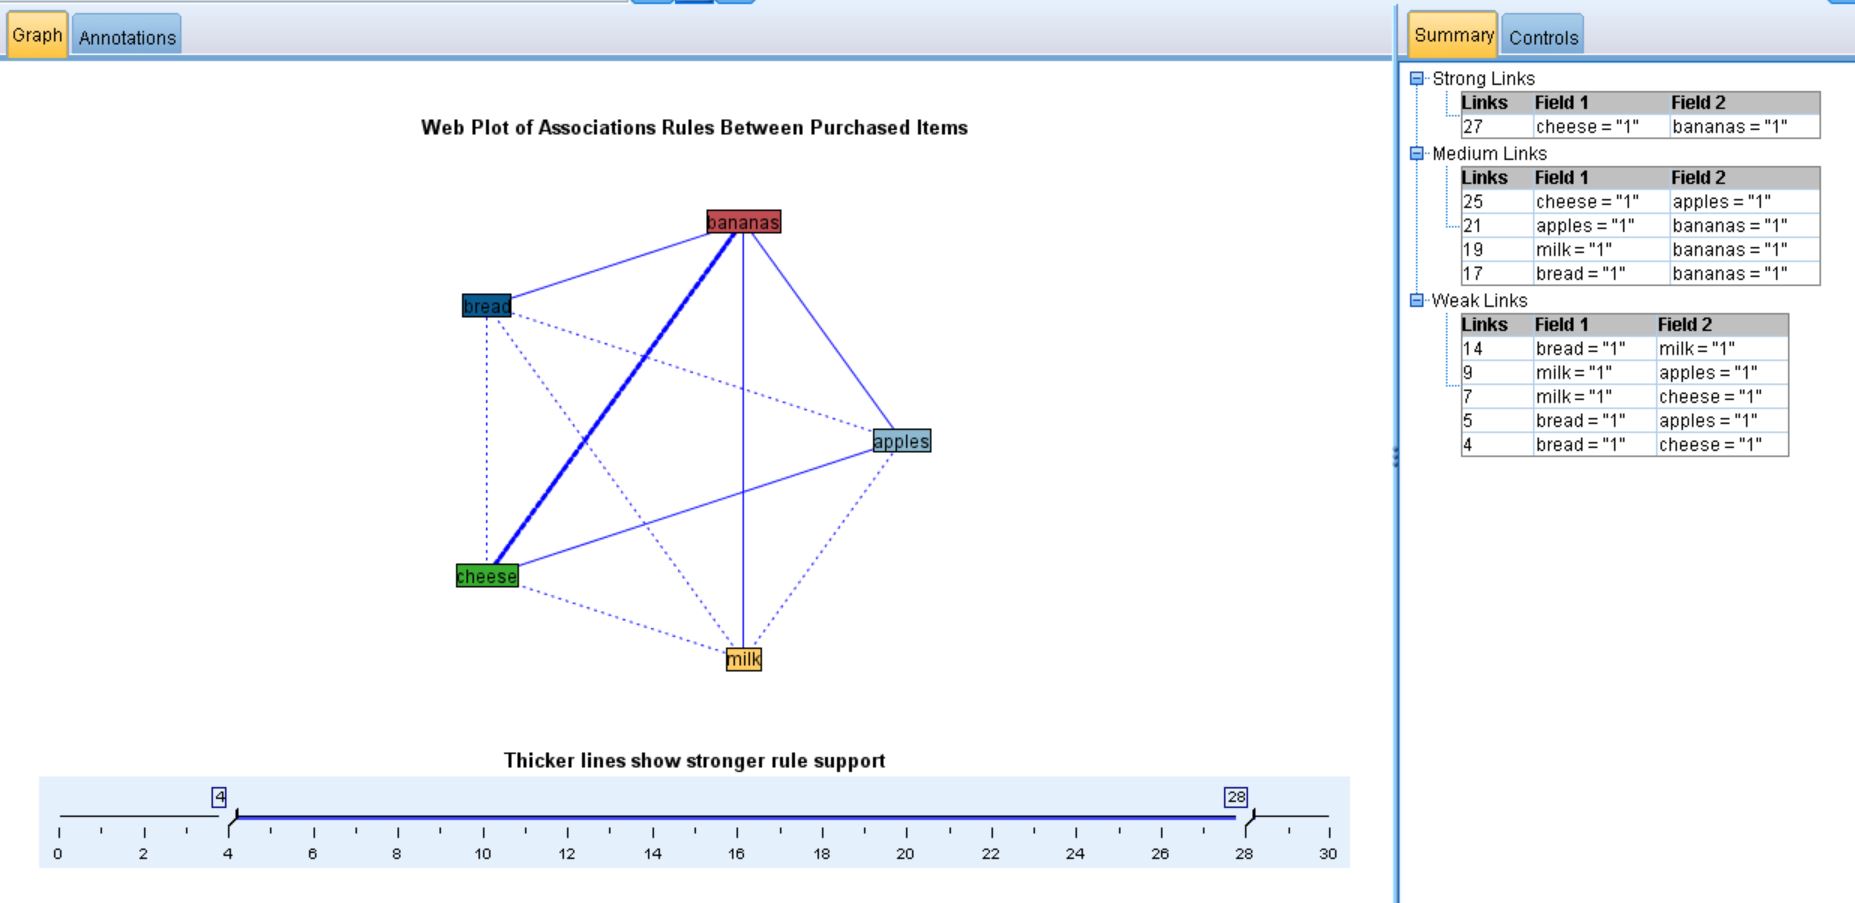 Graph Annotations
Web Plot of Associations Rules Between Purchased Items
bananas
bread
apples
cheese
milk
Thicker lines show stronger rule support
4 28
0 2 4 6 8 10 12 14 16 18 20 22 24 26 28 30
Summary Controls
Strong Links
Links Field 1 Field 2
27 cheese = "1" bananas = "1"
Medium Links
Links Field 1 Field 2
25 cheese = "1" apples = "1"
21 apples = "1" bananas = "1"
19 milk = "1" bananas = "1"
17 bread = "1" bananas = "1"
Weak Links
Links Field 1 Field 2
14 bread = "1" milk = "1"
9 milk = "1" apples = "1"
7 milk = "1" cheese = "1"
5 bread = "1" apples = "1"
4 bread = "1" cheese = "1"